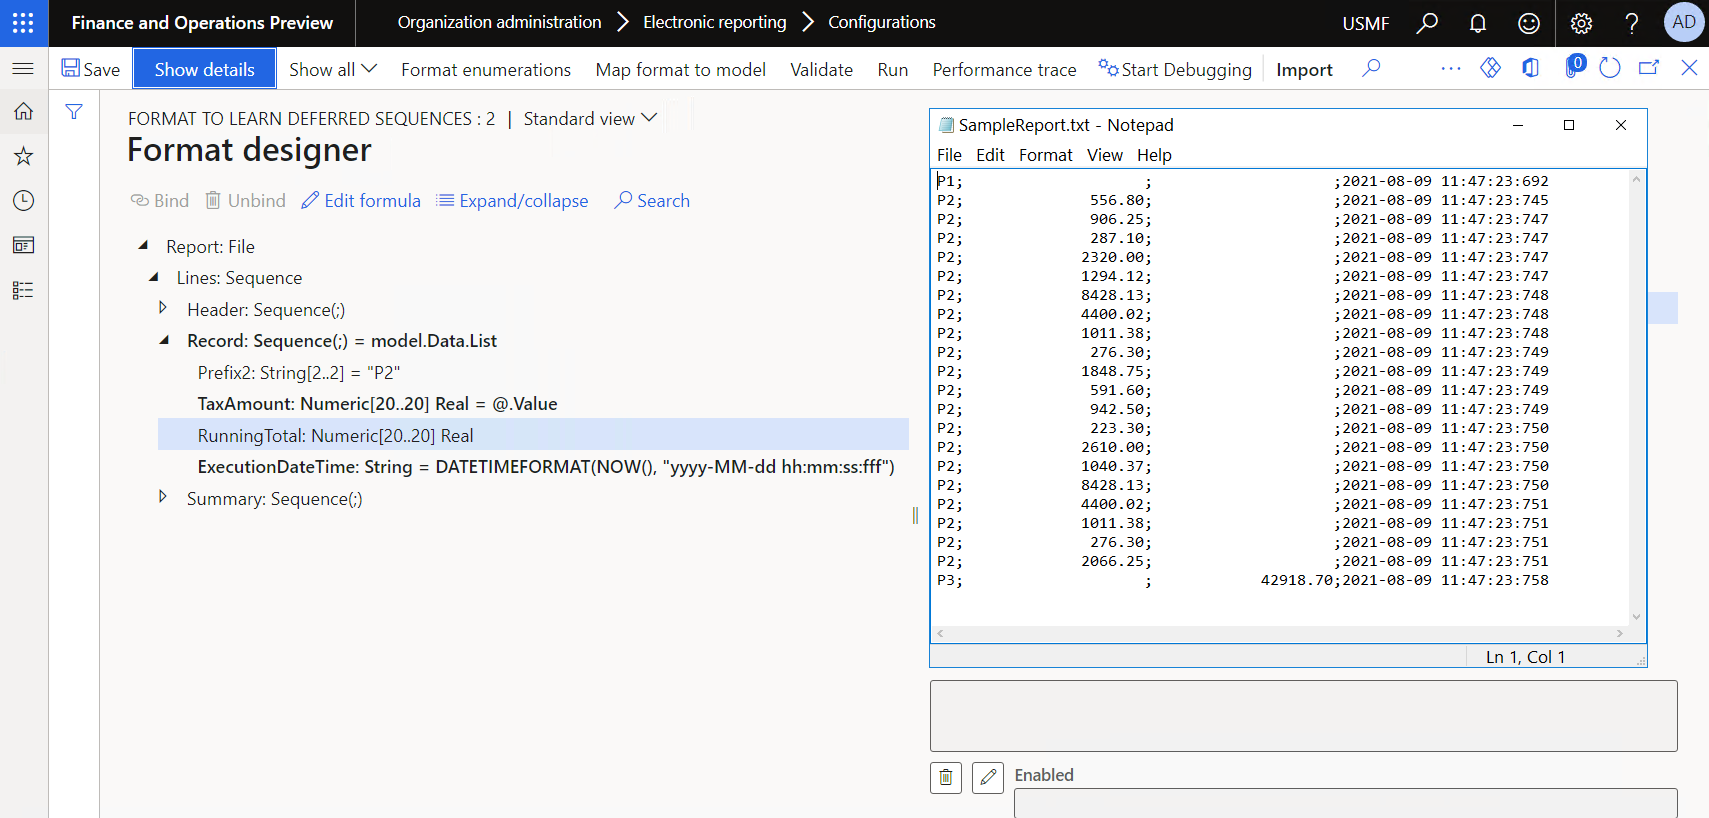 Finance and Operations Preview
Organization administration
Electronic reporting
Configurations
USMF
?
AD
Save
Show details
Show all
Format enumerations
Map format to model
Validate
Run
Performance trace
Start Debugging
Import
0
FORMAT TO LEARN DEFERRED SEQUENCES : 2 | Standard view
Format designer
Bind
Unbind
Edit formula
Expand/collapse
Search
Report: File
Lines: Sequence
Header: Sequence(;)
Record: Sequence(;) = model.Data.List
Prefix2: String[2..2] = "P2"
TaxAmount: Numeric[20..20] Real = @.Value
RunningTotal: Numeric[20..20] Real
ExecutionDateTime: String = DATETIMEFORMAT(NOW(), "yyyy-MM-dd hh:mm:ss:fff")
Summary: Sequence(;)
SampleReport.txt - Notepad
File Edit Format View Help
P1; ; ;2021-08-09 11:47:23:692
P2; 556.80; ;2021-08-09 11:47:23:745
P2; 906.25; ;2021-08-09 11:47:23:747
P2; 287.10; ;2021-08-09 11:47:23:747
P2; 2320.00; ;2021-08-09 11:47:23:747
P2; 1294.12; ;2021-08-09 11:47:23:747
P2; 8428.13; ;2021-08-09 11:47:23:748
P2; 4400.02; ;2021-08-09 11:47:23:748
P2; 1011.38; ;2021-08-09 11:47:23:748
P2; 276.30; ;2021-08-09 11:47:23:749
P2; 1848.75; ;2021-08-09 11:47:23:749
P2; 591.60; ;2021-08-09 11:47:23:749
P2; 942.50; ;2021-08-09 11:47:23:749
P2; 223.30; ;2021-08-09 11:47:23:750
P2; 2610.00; ;2021-08-09 11:47:23:750
P2; 1040.37; ;2021-08-09 11:47:23:750
P2; 8428.13; ;2021-08-09 11:47:23:750
P2; 4400.02; ;2021-08-09 11:47:23:751
P2; 1011.38; ;2021-08-09 11:47:23:751
P2; 276.30; ;2021-08-09 11:47:23:751
P2; 2066.25; ;2021-08-09 11:47:23:751
P3; ; 42918.70;2021-08-09 11:47:23:758
Ln 1, Col 1
Enabled